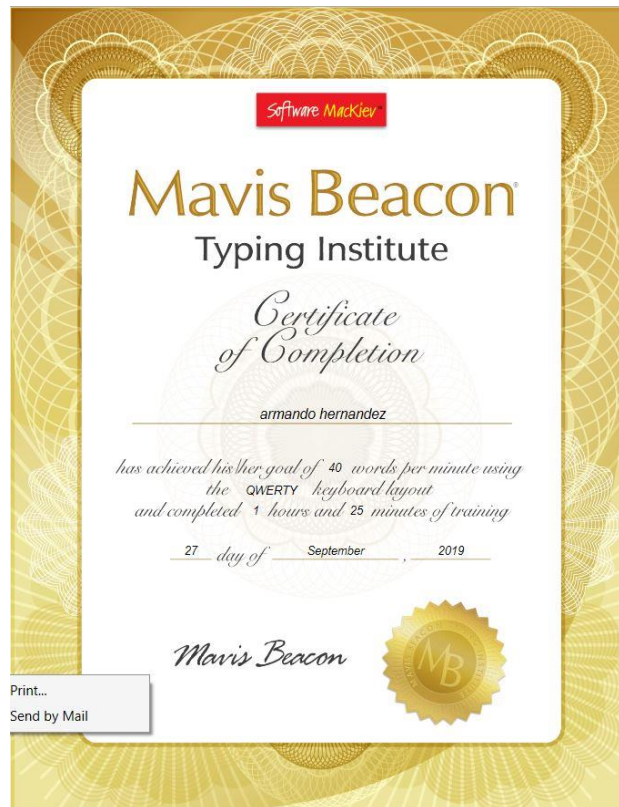 Software MacKiev™
Mavis Beacon®
Typing Institute
Certificate
of Completion
armando hernandez
has achieved his/her goal of 40 words per minute using
the QWERTY keyboard layout
and completed 1 hours and 25 minutes of training
27 day of September , 2019
Mavis Beacon
MB
Print...
Send by Mail